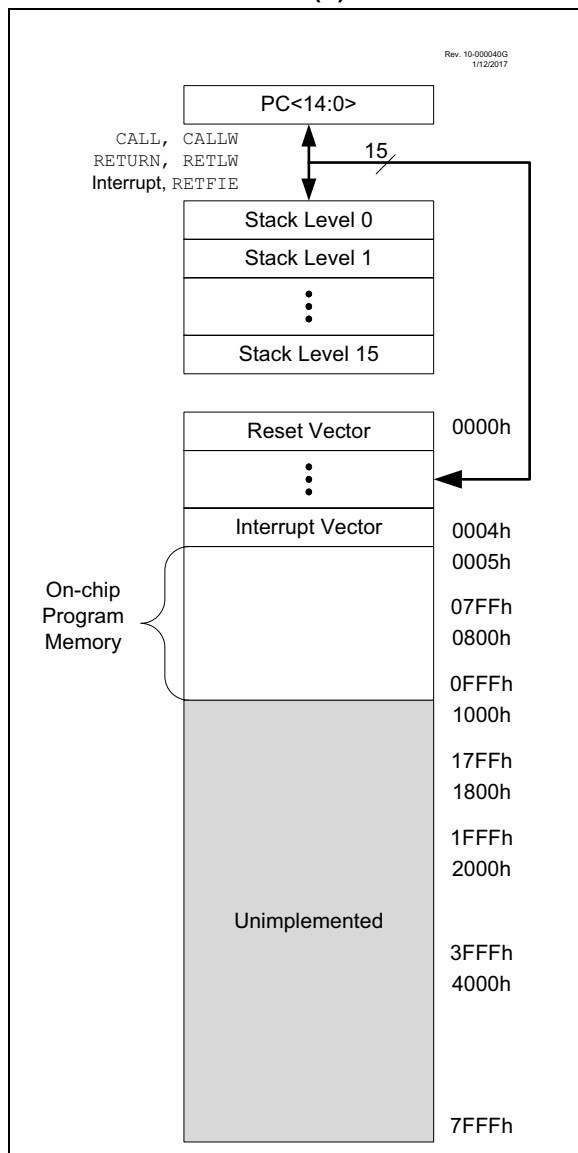 Rev. 10-000040G
1/12/2017
PC<14:0>
CALL, CALLW
RETURN, RETLW
Interrupt, RETFIE
15
Stack Level 0
Stack Level 1
Stack Level 15
Reset Vector
0000h
Interrupt Vector
0004h
0005h
On-chip
Program
Memory
07FFh
0800h
0FFFh
1000h
17FFh
1800h
1FFFh
2000h
Unimplemented
3FFFh
4000h
7FFFh